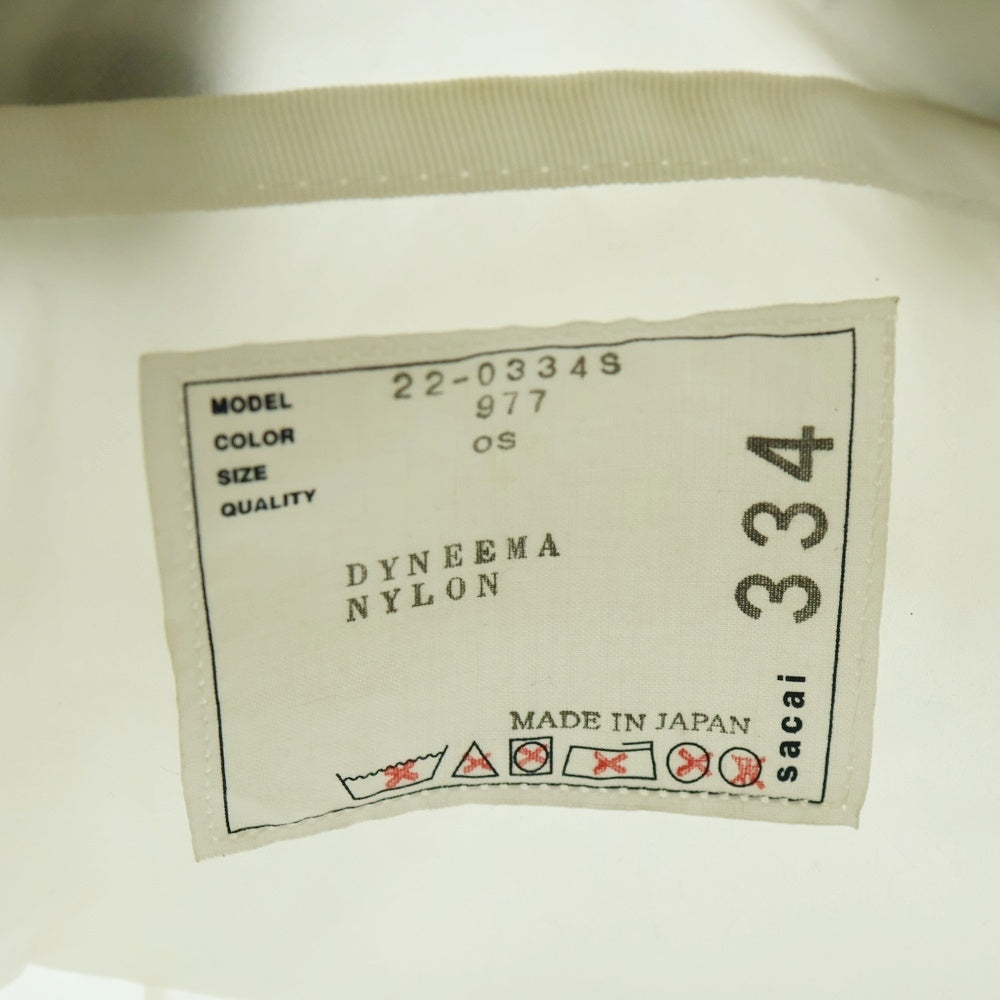 MODEL 22-0334S
COLOR 977
SIZE OS
QUALITY
DYNEEMA
NYLON
MADE IN JAPAN
sacai 334